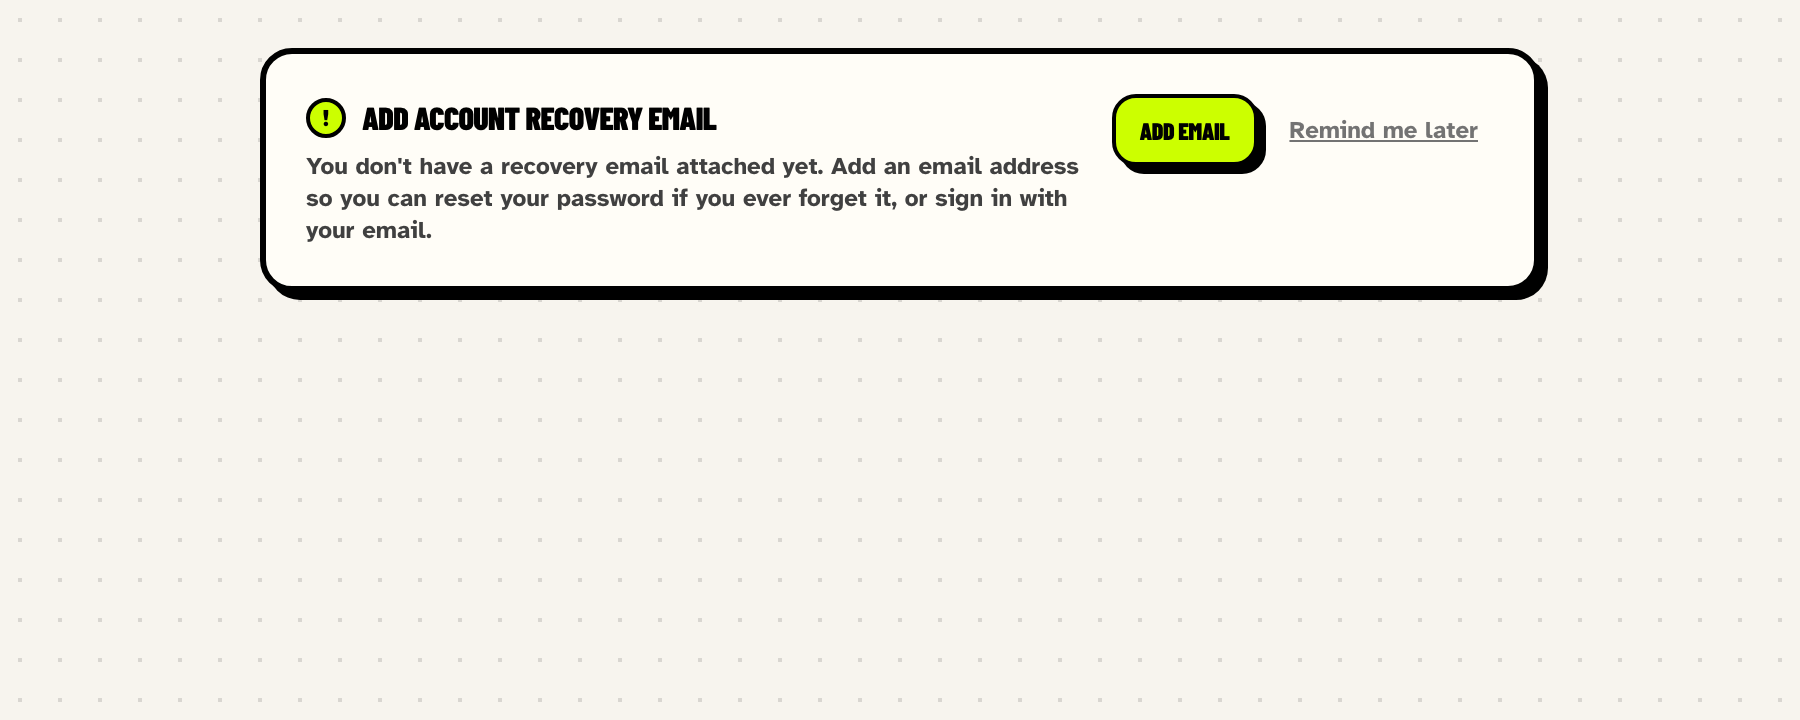 !
ADD ACCOUNT RECOVERY EMAIL
You don't have a recovery email attached yet. Add an email address
so you can reset your password if you ever forget it, or sign in with
your email.
ADD EMAIL
Remind me later